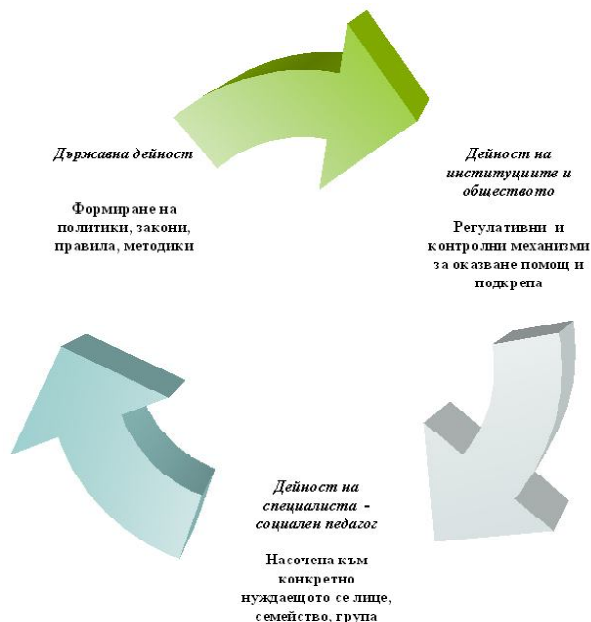 Държавна дейност
Формиране на
политики, закони,
правила, методики
Дейност на
институциите и
обществото
Регулативни и
контролни механизми
за оказване помощ и
подкрепа
Дейност на
специалиста -
социален педагог
Насочена към
конкретно
нуждаещото се лице,
семейство, група